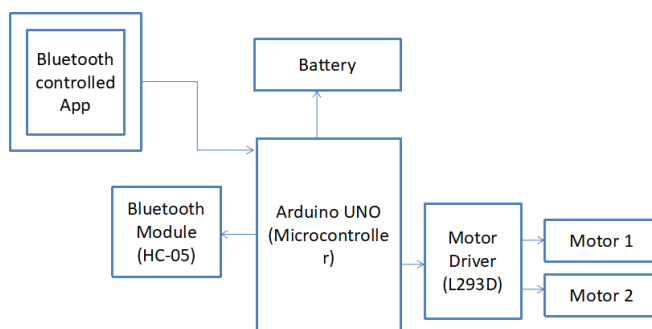 Bluetooth
controlled
App
Battery
Bluetooth
Module
(HC-05)
Arduino UNO
(Microcontrolle
r)
Motor
Driver
(L293D)
Motor 1
Motor 2